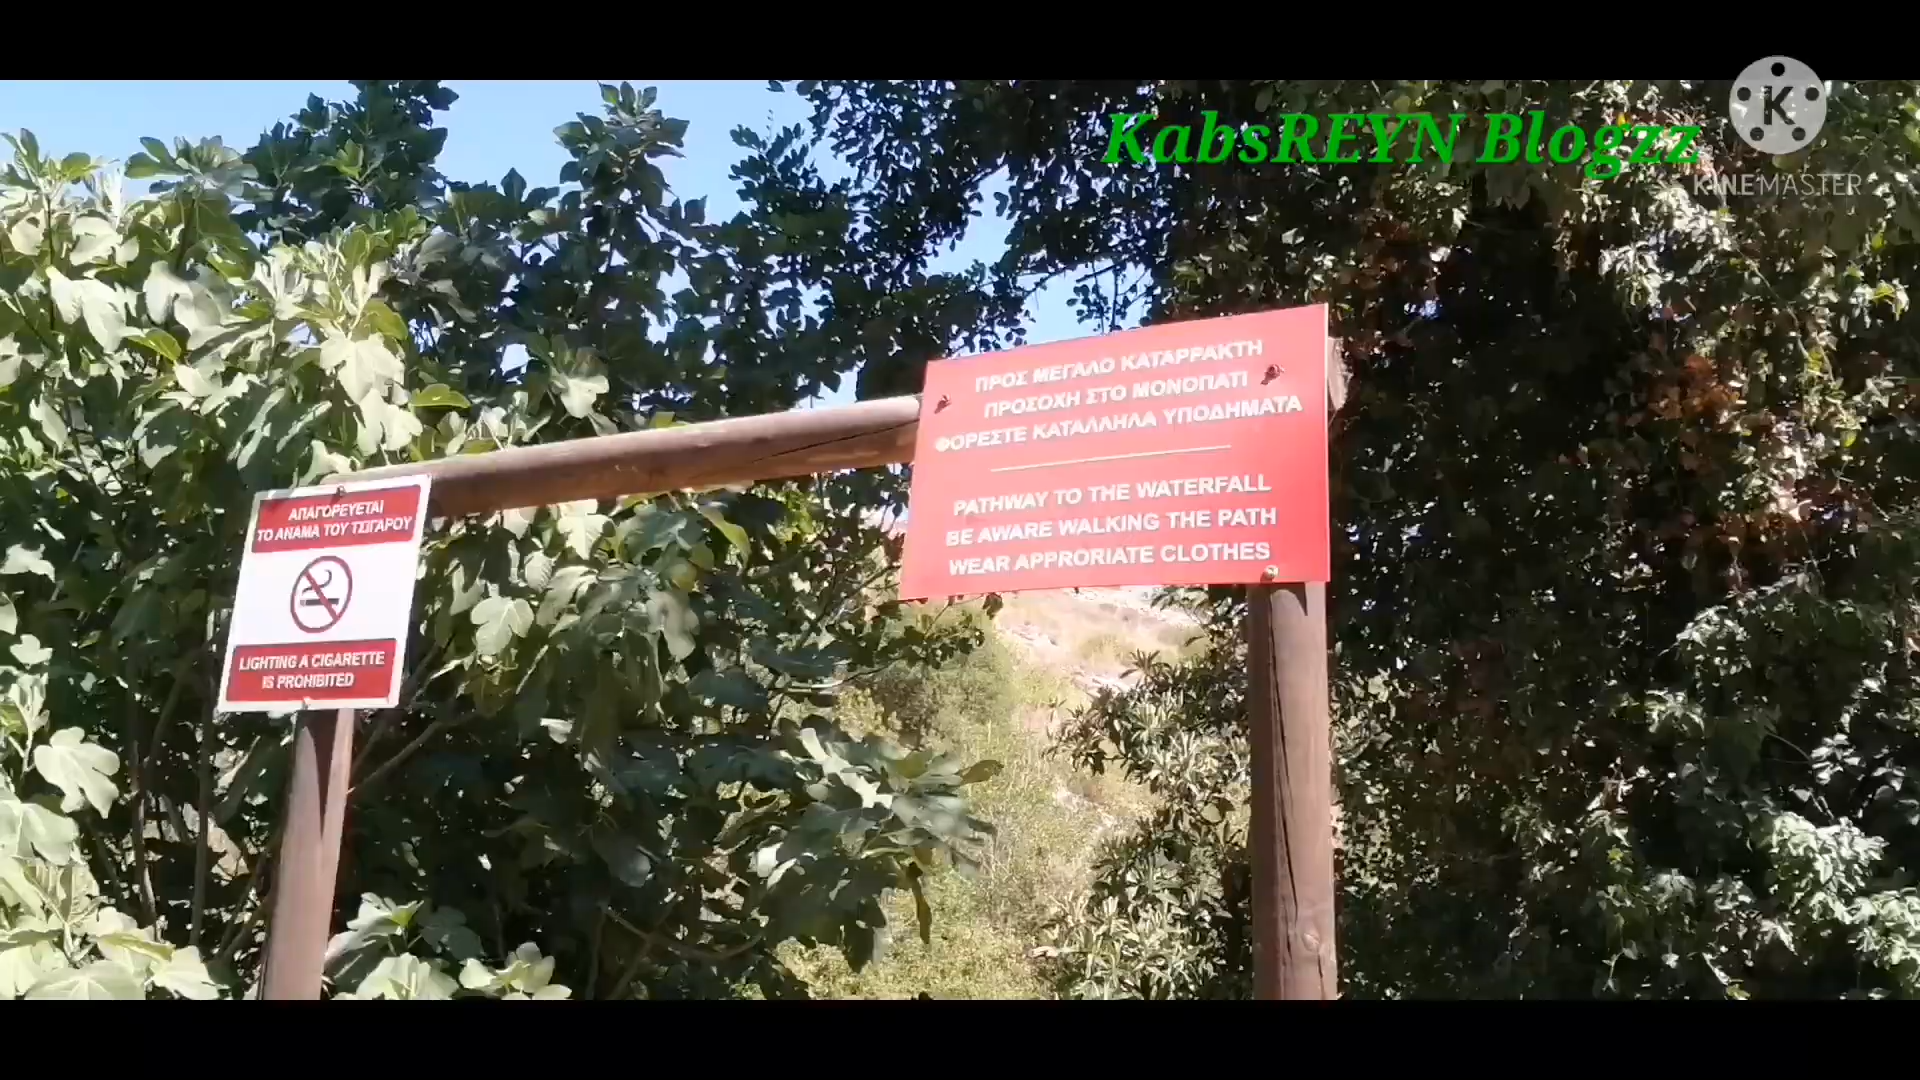 KabsREYN Blogzz
K
KINEMASTER
ΠΡΟΣ ΜΕΓΑΛΟ ΚΑΤΑΡΡΑΚΤΗ
ΠΡΟΣΟΧΗ ΣΤΟ ΜΟΝΟΠΑΤΙ
ΦΟΡΕΣΤΕ ΚΑΤΑΛΛΗΛΑ ΥΠΟΔΗΜΑΤΑ
PATHWAY TO THE WATERFALL
BE AWARE WALKING THE PATH
WEAR APPRORIATE CLOTHES
ΑΠΑΓΟΡΕΥΕΤΑΙ
ΤΟ ΑΝΑΜΑ ΤΟΥ ΤΣΙΓΑΡΟΥ
LIGHTING A CIGARETTE
IS PROHIBITED